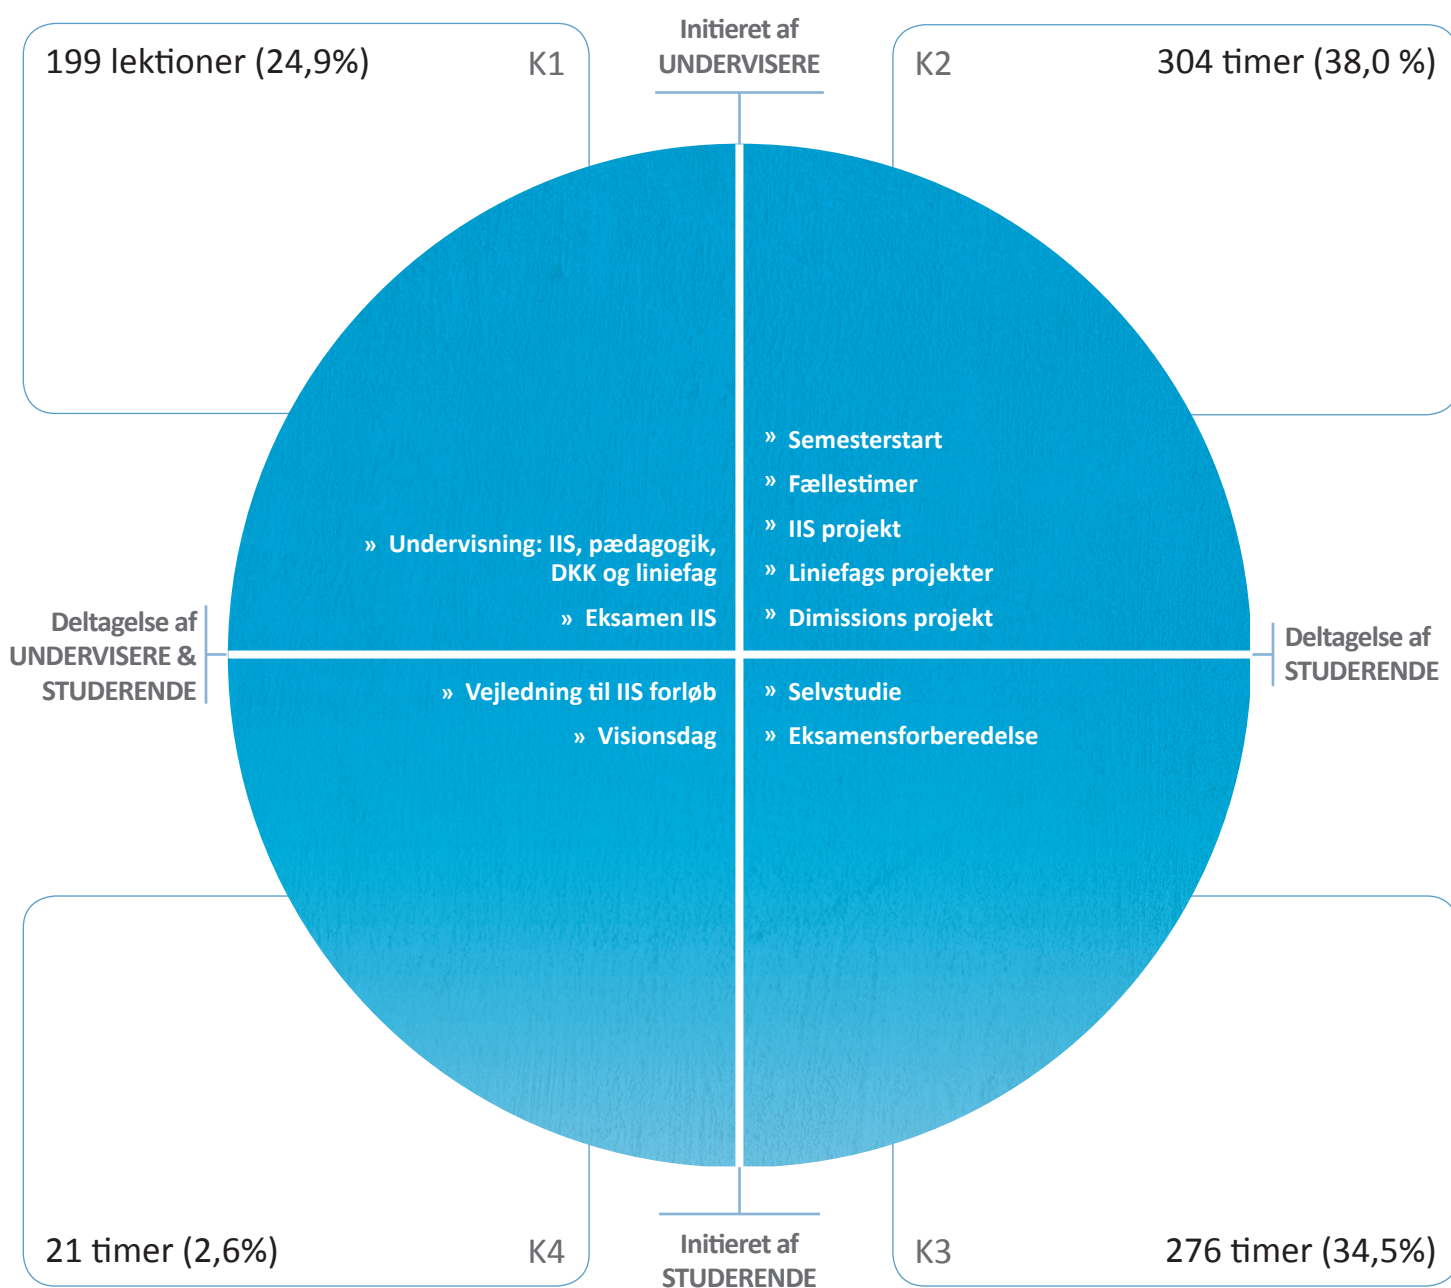 199 lektioner (24,9%)
K1
Initieret af
UNDERVISERE
K2
304 timer (38,0 %)
» Semesterstart
» Fællestimer
» IIS projekt
» Liniefags projekter
» Dimissions projekt
» Undervisning: IIS, pædagogik,
DKK og liniefag
» Eksamen IIS
Deltagelse af
UNDERVISERE &
STUDERENDE
Deltagelse af
STUDERENDE
» Vejledning til IIS forløb
» Visionsdag
» Selvstudie
» Eksamensforberedelse
21 timer (2,6%)
K4
Initieret af
STUDERENDE
K3
276 timer (34,5%)